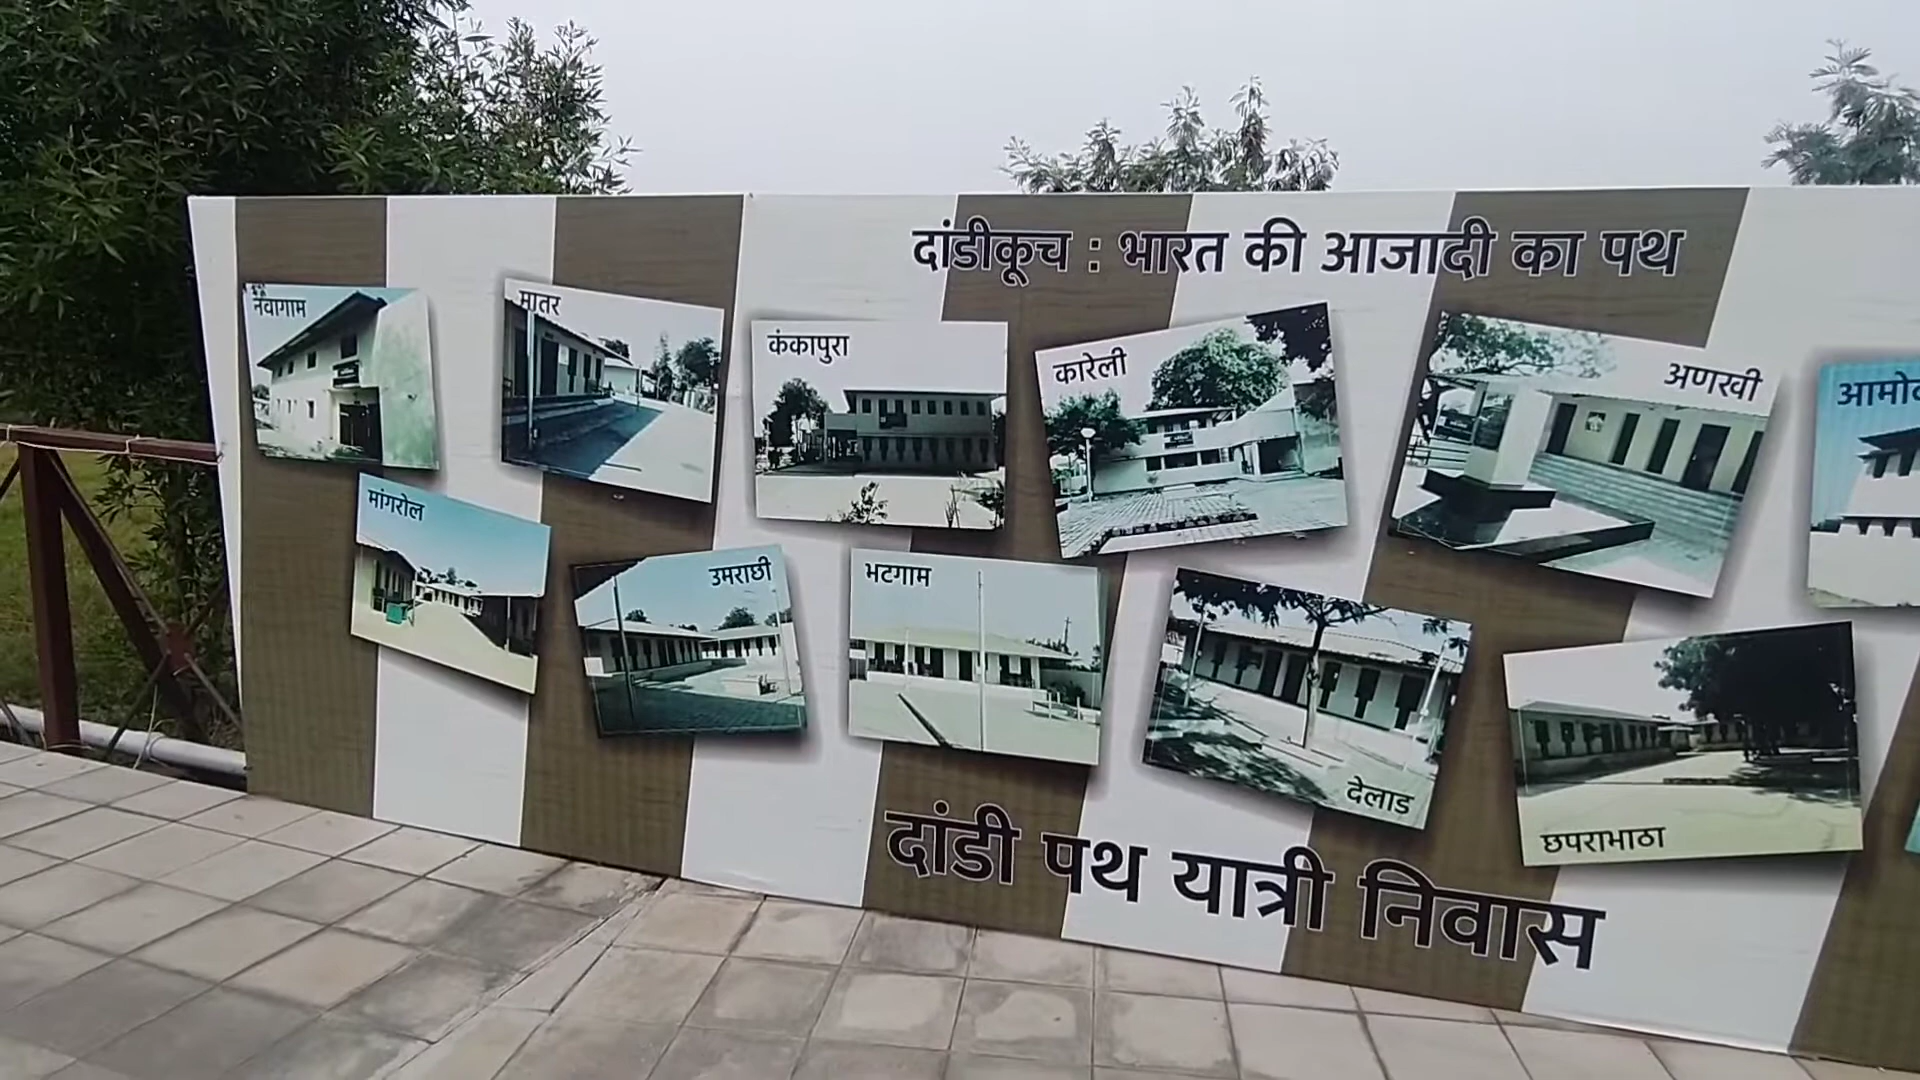 दांडीकूच : भारत की आजादी का पथ
नवागाम
मातर
कंकापुरा
कारेली
अणखी
मांगरोल
उमराछी
भटगाम
देलाड
छपराभाठा
दांडी पथ यात्री निवास